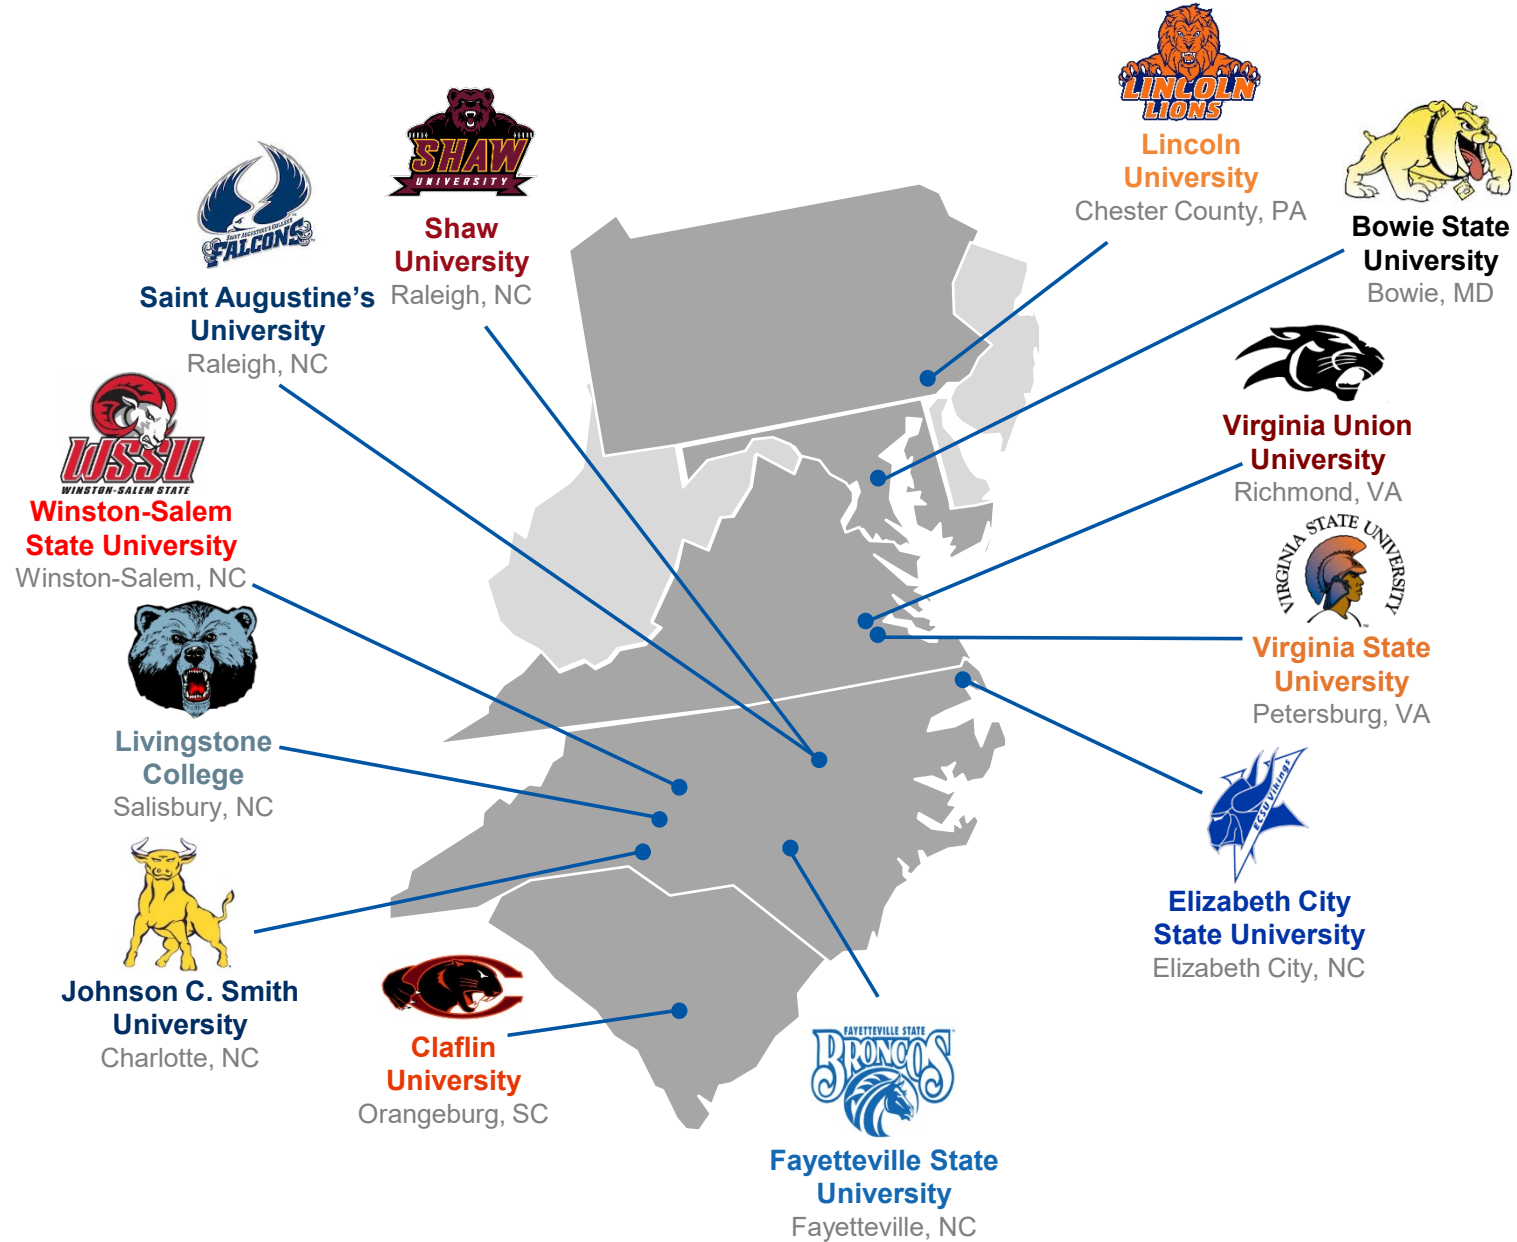 LINCOLN
LIONS
Lincoln
University
Chester County, PA
SHAW
UNIVERSITY
Shaw
University
Raleigh, NC
Bowie State
University
Bowie, MD
SAINT AUGUSTINE'S COLLEGE
FALCONS
Saint Augustine’s
University
Raleigh, NC
Virginia Union
University
Richmond, VA
WSSU
WINSTON-SALEM STATE
Winston-Salem
State University
Winston-Salem, NC
VIRGINIA STATE UNIVERSITY
Virginia State
University
Petersburg, VA
Livingstone
College
Salisbury, NC
ECSU Vikings
Elizabeth City
State University
Elizabeth City, NC
Johnson C. Smith
University
Charlotte, NC
Claflin
University
Orangeburg, SC
FAYETTEVILLE STATE
BRONCOS
Fayetteville State
University
Fayetteville, NC